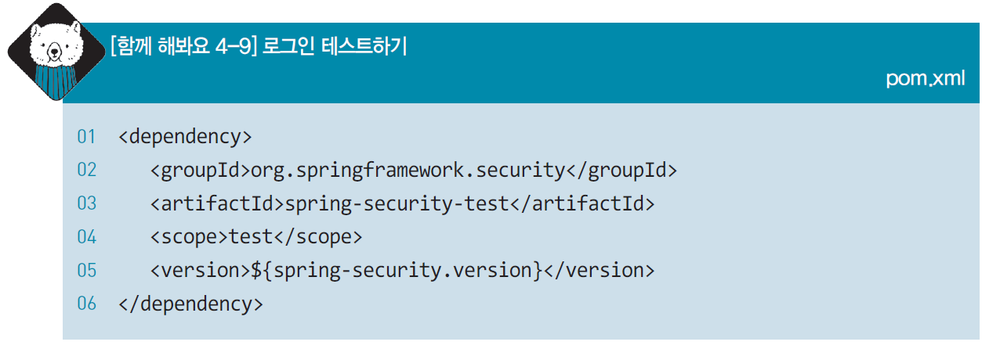 [함께 해봐요 4–9] 로그인 테스트하기
pom.xml
01 <dependency>
02 <groupId>org.springframework.security</groupId>
03 <artifactId>spring-security-test</artifactId>
04 <scope>test</scope>
05 <version>${spring-security.version}</version>
06 </dependency>